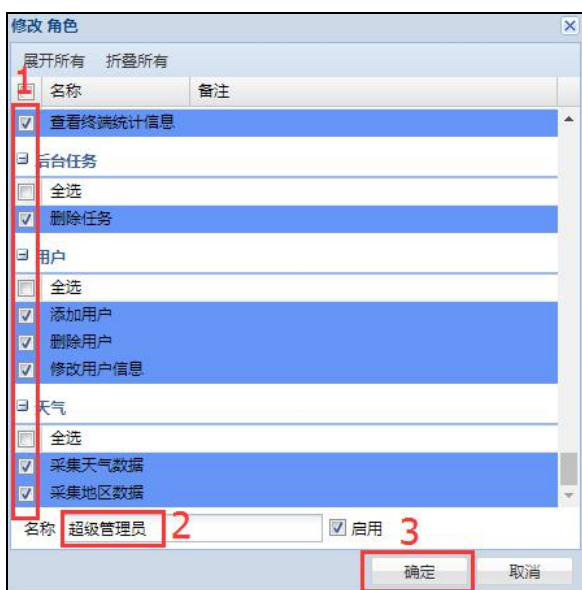 修改 角色
展开所有 折叠所有
1
名称 备注
查看终端统计信息
后台任务
全选
删除任务
用户
全选
添加用户
删除用户
修改用户信息
天气
全选
采集天气数据
采集地区数据
名称 超级管理员 2 启用 3
确定 取消